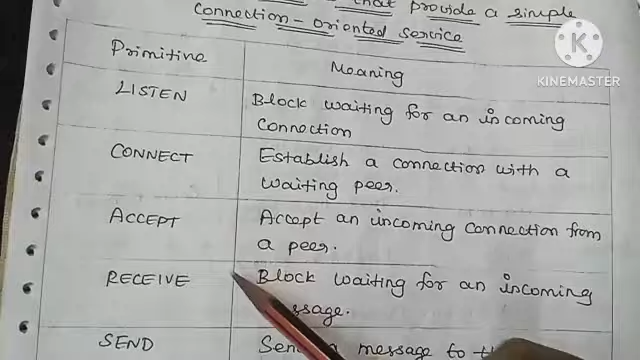 that provide a simple
connection-oriented service
KINEMASTER
Primitive Meaning
LISTEN Block waiting for an incoming
connection
CONNECT Establish a connection with a
waiting peer.
ACCEPT Accept an incoming connection from
a peer.
RECEIVE Block waiting for an incoming
ssage.
SEND Send a message to